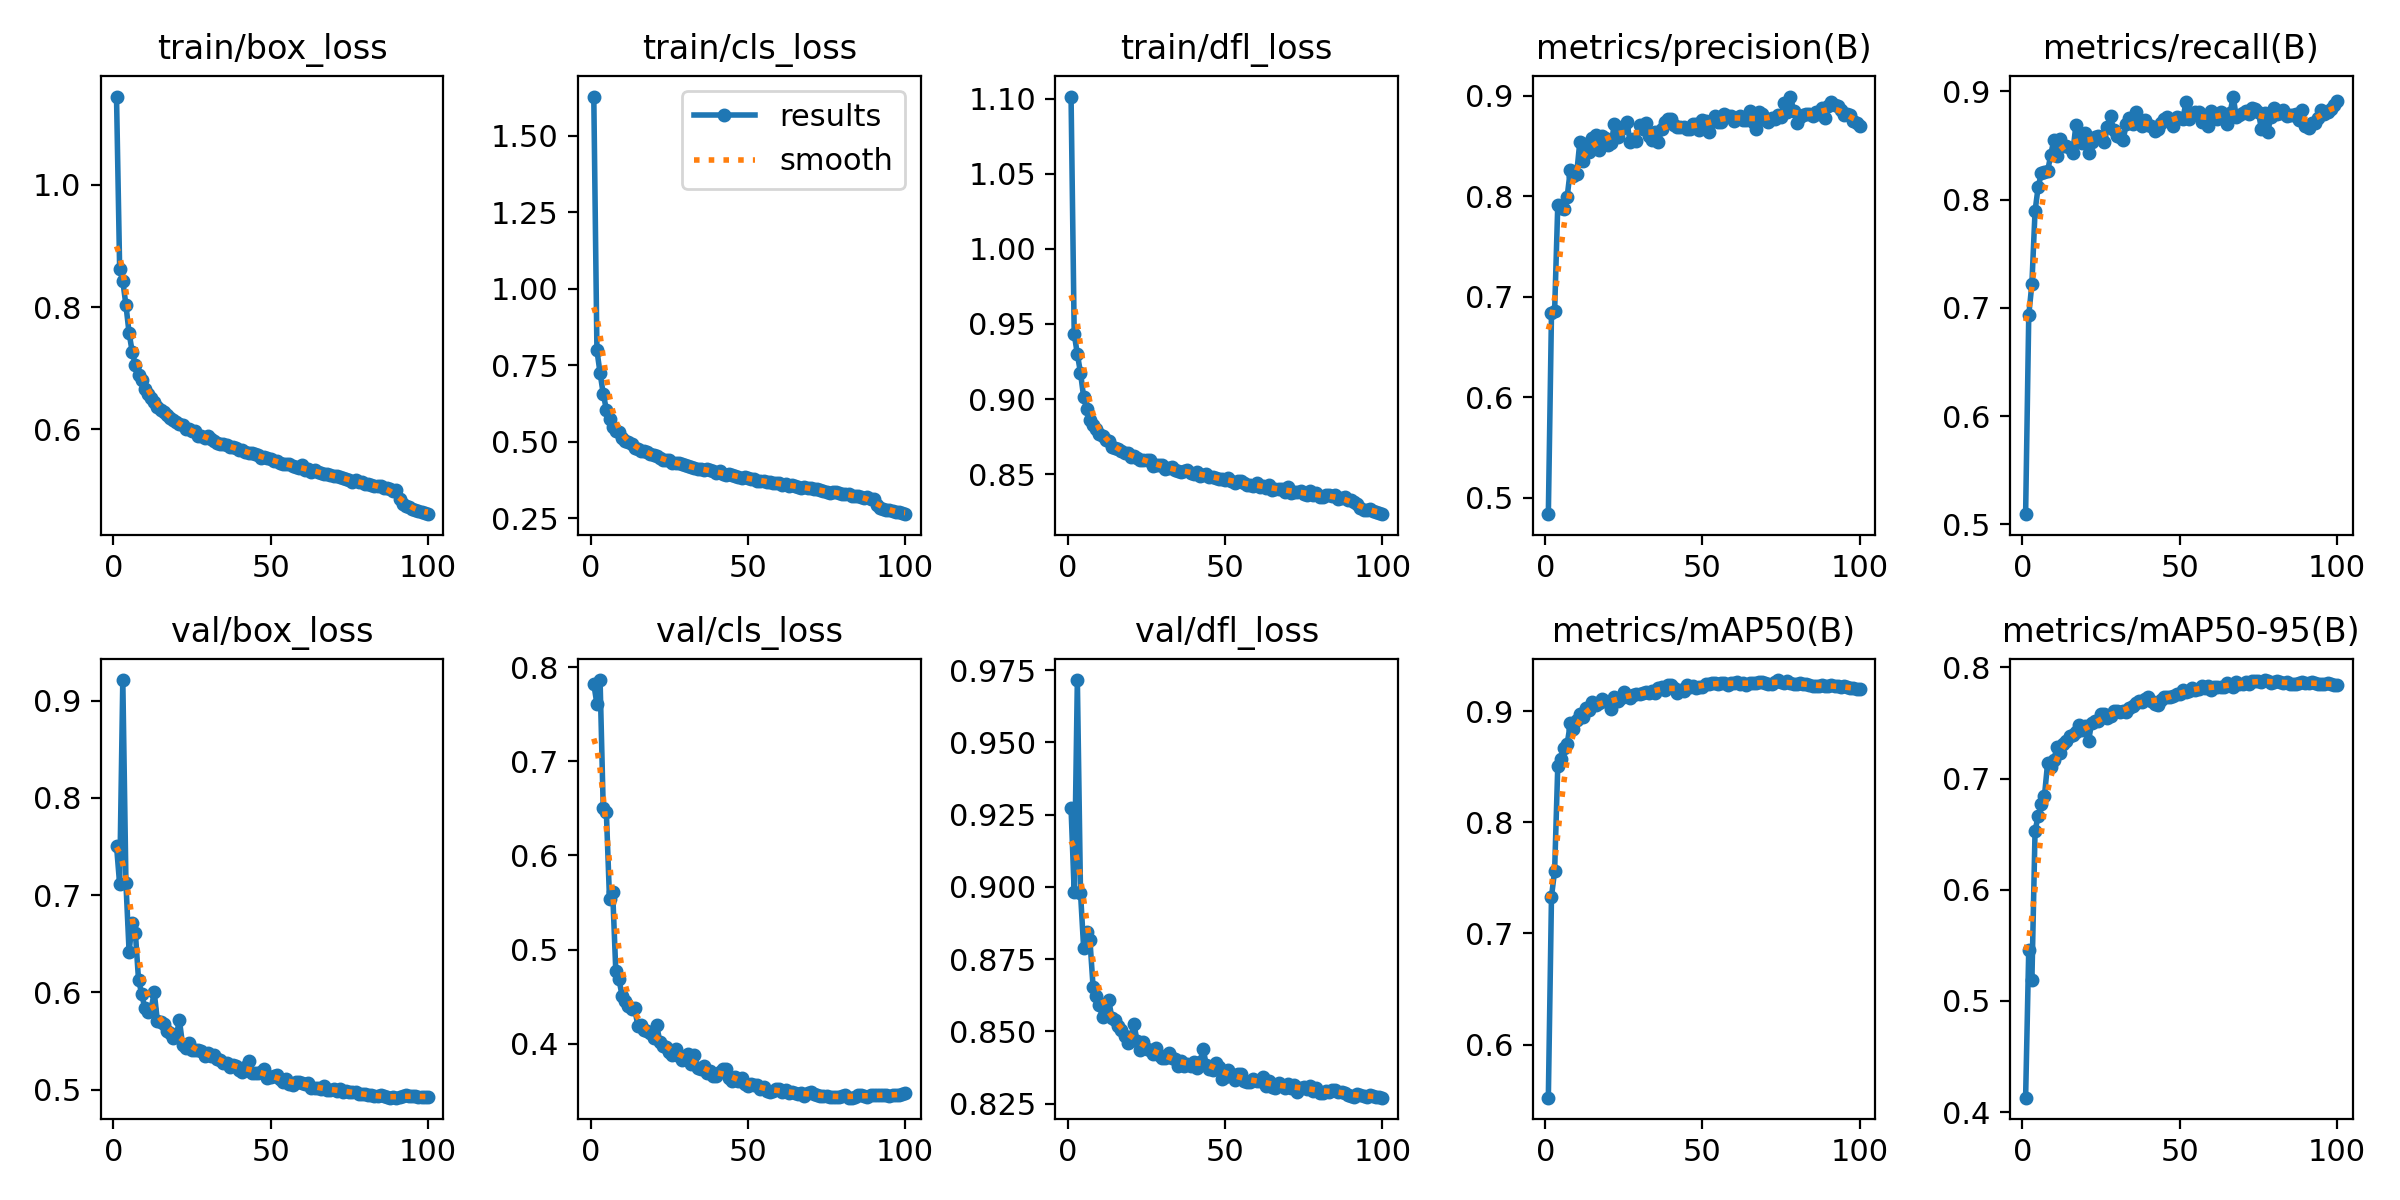 train/box_loss
1.0
0.8
0.6
0 50 100
train/cls_loss
results
smooth
1.50
1.25
1.00
0.75
0.50
0.25
0 50 100
train/dfl_loss
1.10
1.05
1.00
0.95
0.90
0.85
0 50 100
metrics/precision(B)
0.9
0.8
0.7
0.6
0.5
0 50 100
metrics/recall(B)
0.9
0.8
0.7
0.6
0.5
0 50 100
val/box_loss
0.9
0.8
0.7
0.6
0.5
0 50 100
val/cls_loss
0.8
0.7
0.6
0.5
0.4
0 50 100
val/dfl_loss
0.975
0.950
0.925
0.900
0.875
0.850
0.825
0 50 100
metrics/mAP50(B)
0.9
0.8
0.7
0.6
0 50 100
metrics/mAP50-95(B)
0.8
0.7
0.6
0.5
0.4
0 50 100